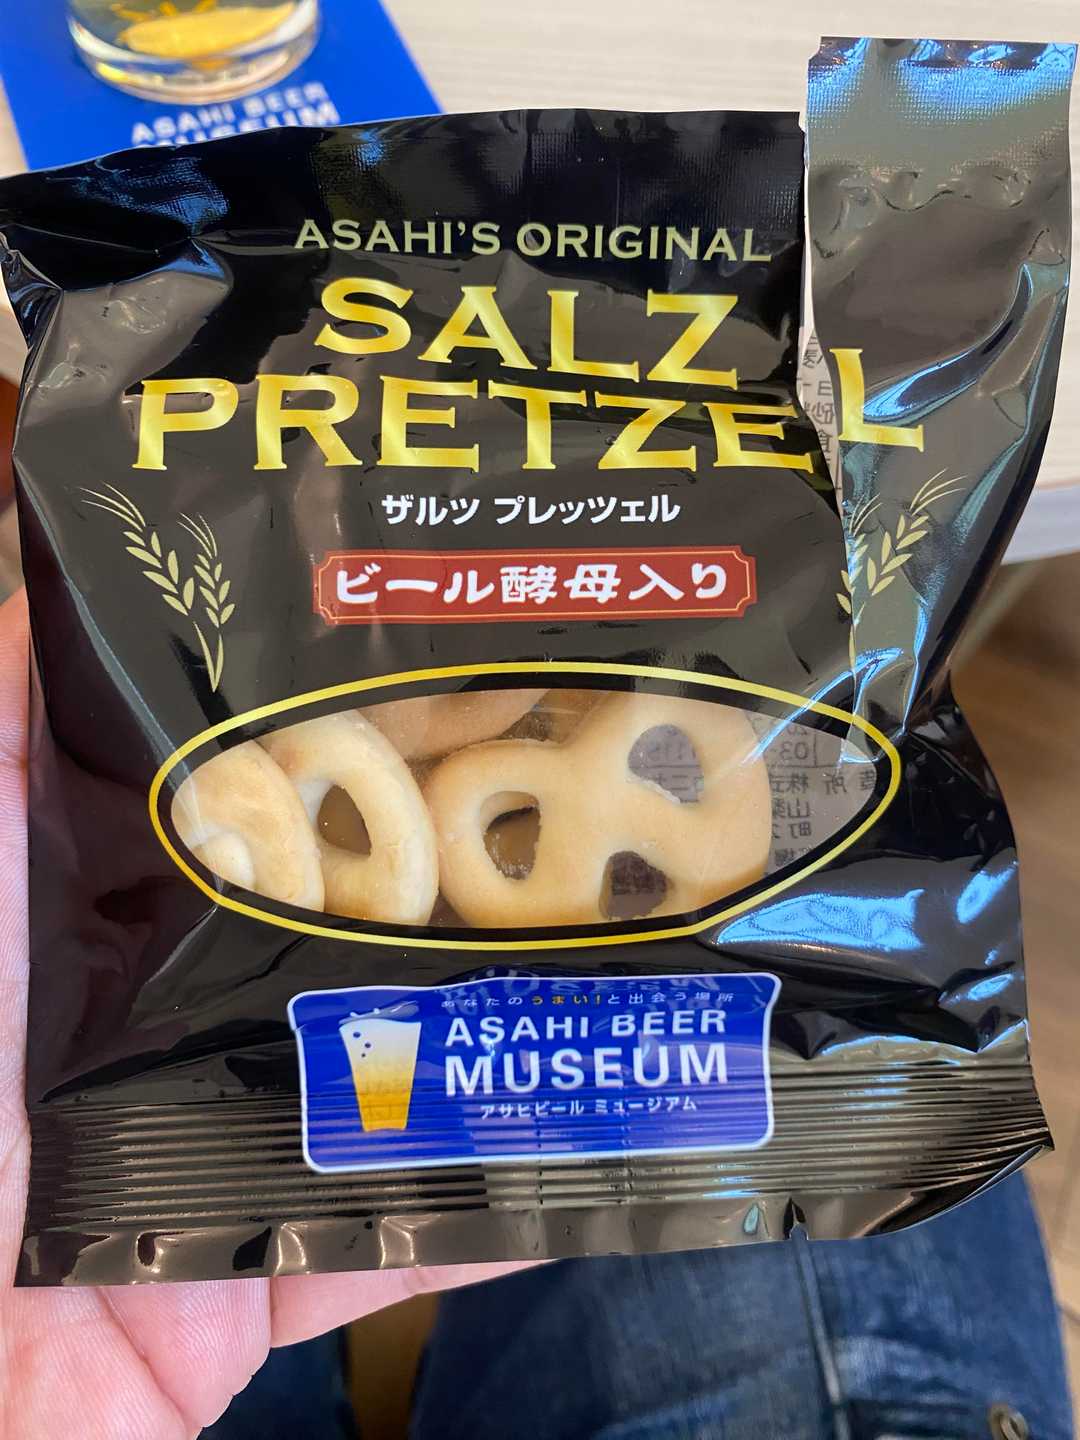 ASAHI BEER
MUSEUM
ASAHI'S ORIGINAL
SALZ
PRETZEL
ザルツ プレッツェル
ビール酵母入り
あなたのうまい!と出会う場所
ASAHI BEER
MUSEUM
アサヒビール ミュージアム